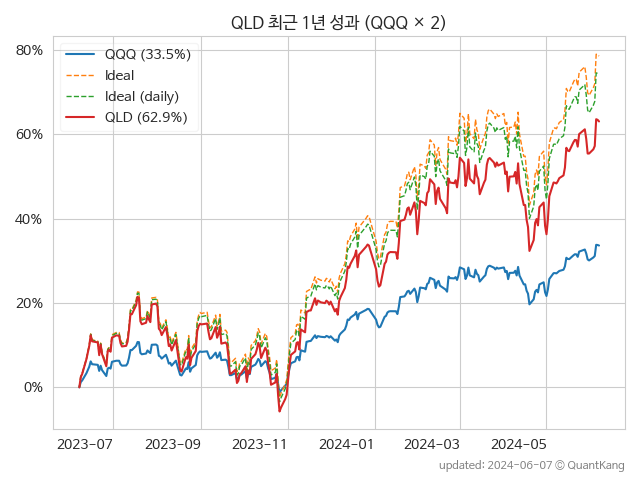 QLD 최근 1년 성과 (QQQ × 2)
QQQ (33.5%)
Ideal
Ideal (daily)
QLD (62.9%)
80%
60%
40%
20%
0%
2023-07 2023-09 2023-11 2024-01 2024-03 2024-05
updated: 2024-06-07 © QuantKang